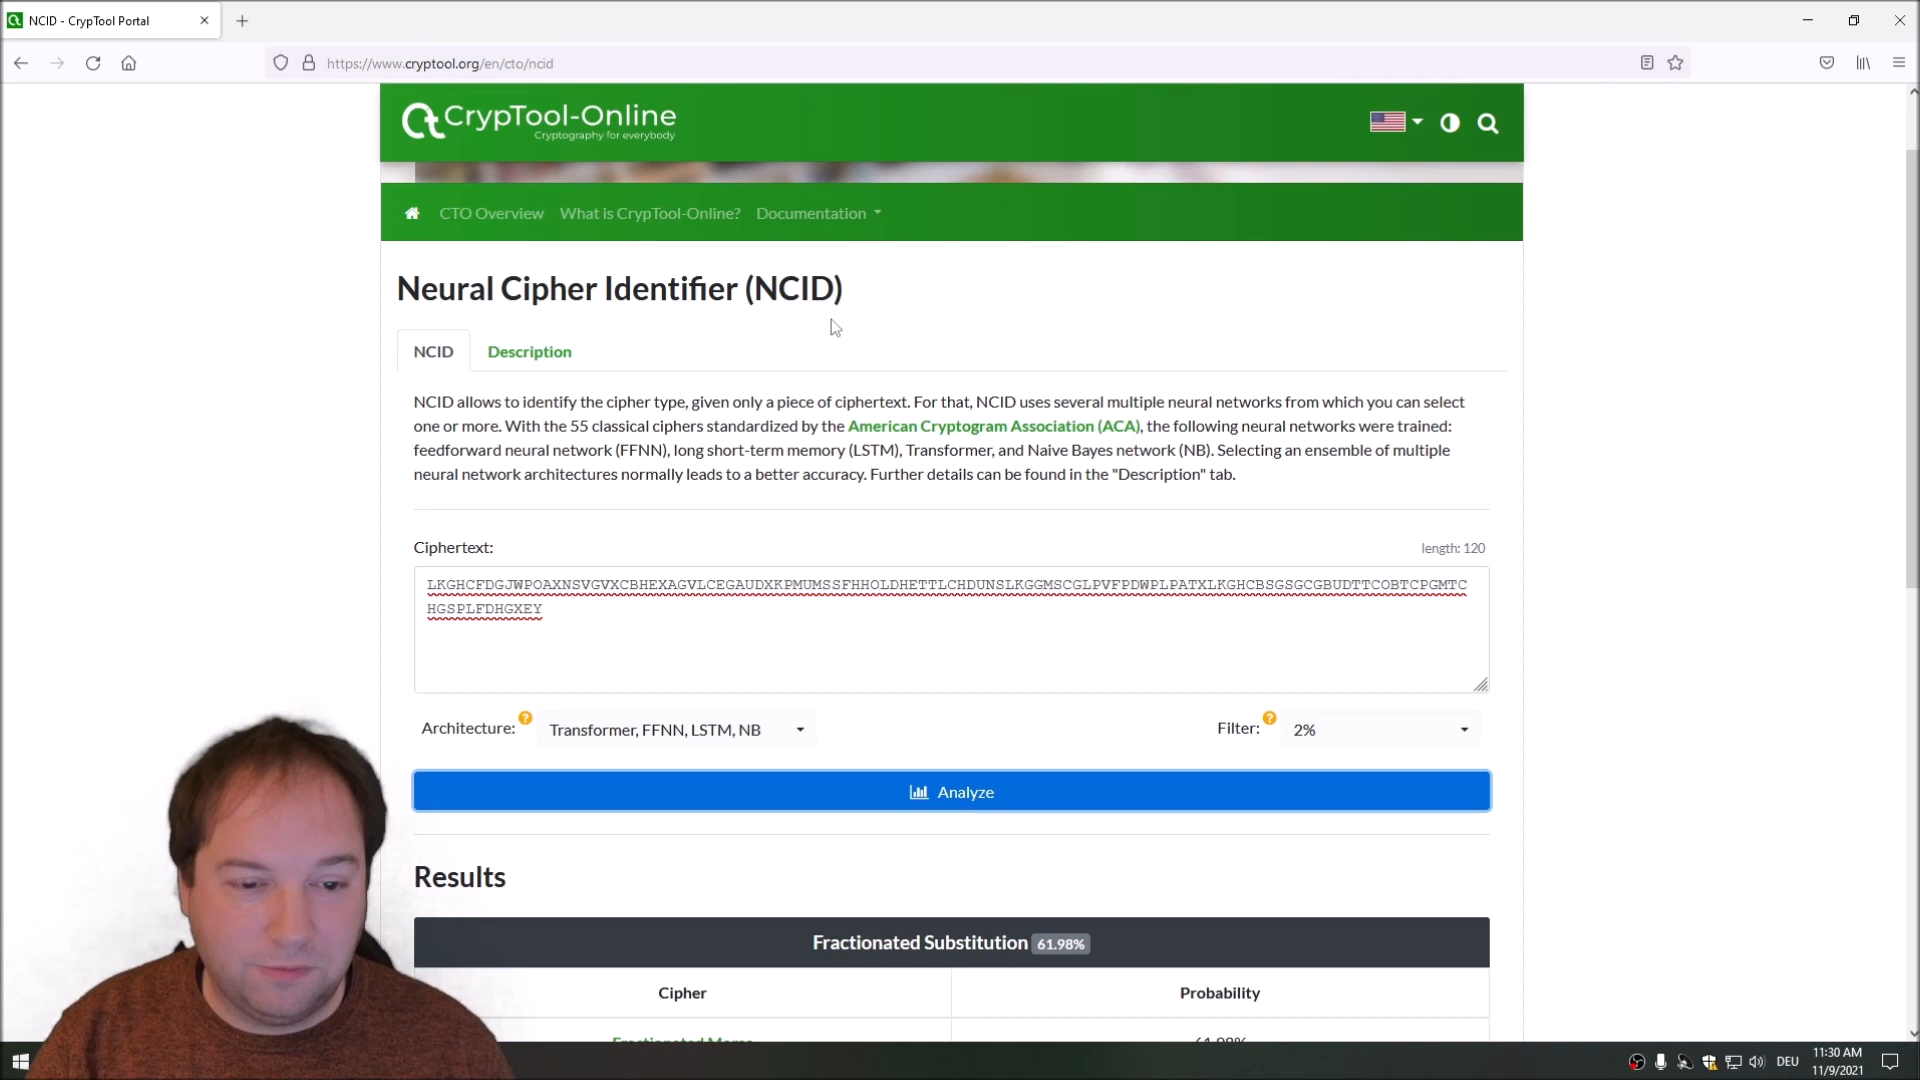 NCID - CrypTool Portal
https://www.cryptool.org/en/cto/ncid
CrypTool-Online
Cryptography for everybody
CTO Overview What is CrypTool-Online? Documentation
Neural Cipher Identifier (NCID)
NCID Description
NCID allows to identify the cipher type, given only a piece of ciphertext. For that, NCID uses several multiple neural networks from which you can select
one or more. With the 55 classical ciphers standardized by the American Cryptogram Association (ACA), the following neural networks were trained:
feedforward neural network (FFNN), long short-term memory (LSTM), Transformer, and Naive Bayes network (NB). Selecting an ensemble of multiple
neural network architectures normally leads to a better accuracy. Further details can be found in the "Description" tab.
Ciphertext: length: 120
LKGHCFDGJWPOAXNSVGVXCBHEXAGVLCEGAUDXKPMUMSSFHHOLDHETTLCHDUNSLKGGMSCGLPVFPDWPLPATXLKGHCBSGSGCGBUDTTCOBTCPGMTC
HGSPLFDHGXEY
Architecture: ? Transformer, FFNN, LSTM, NB Filter: ? 2%
Analyze
Results
Fractionated Substitution 61.98%
Cipher Probability
Fractionated Morse 61.98%
DEU 11:30 AM
11/9/2021